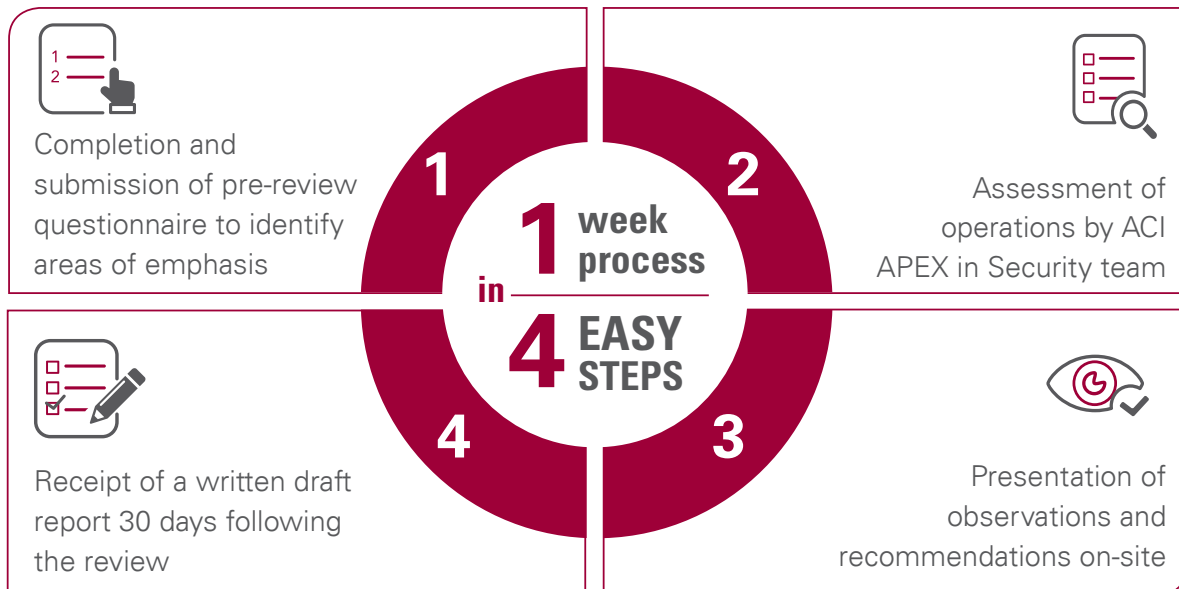 1
2
Completion and
submission of pre-review
questionnaire to identify
areas of emphasis
1
2
Assessment of
operations by ACI
APEX in Security team
1 week
process
in
4 EASY
STEPS
4
Receipt of a written draft
report 30 days following
the review
3
Presentation of
observations and
recommendations on-site